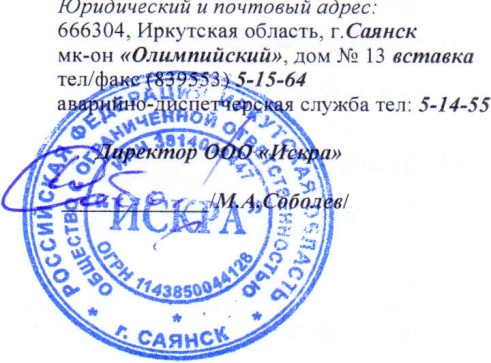 Юридический и почтовый адрес:
666304, Иркутская область, г.Саянск
мк-он «Олимпийский», дом № 13 вставка
тел/факс (839553) 5-15-64
аварийно-диспетчерская служба тел: 5-14-55
Директор ООО «Искра»
/М.А.Саболев/
РОССИЙСКАЯ ФЕДЕРАЦИЯ ИРКУТСКАЯ ОБЛАСТЬ
ОБЩЕСТВО С ОГРАНИЧЕННОЙ ОТВЕТСТВЕННОСТЬЮ
"ИСКРА"
ОГРН 1143850044128
* г. САЯНСК *